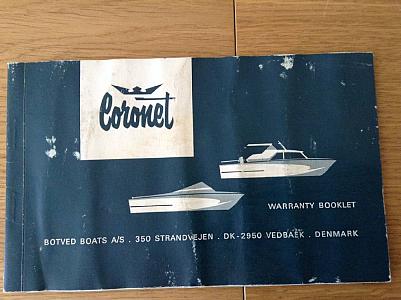 Coronet
WARRANTY BOOKLET
BOTVED BOATS A/S . 350 STRANDVEJEN . DK-2950 VEDBAEK . DENMARK